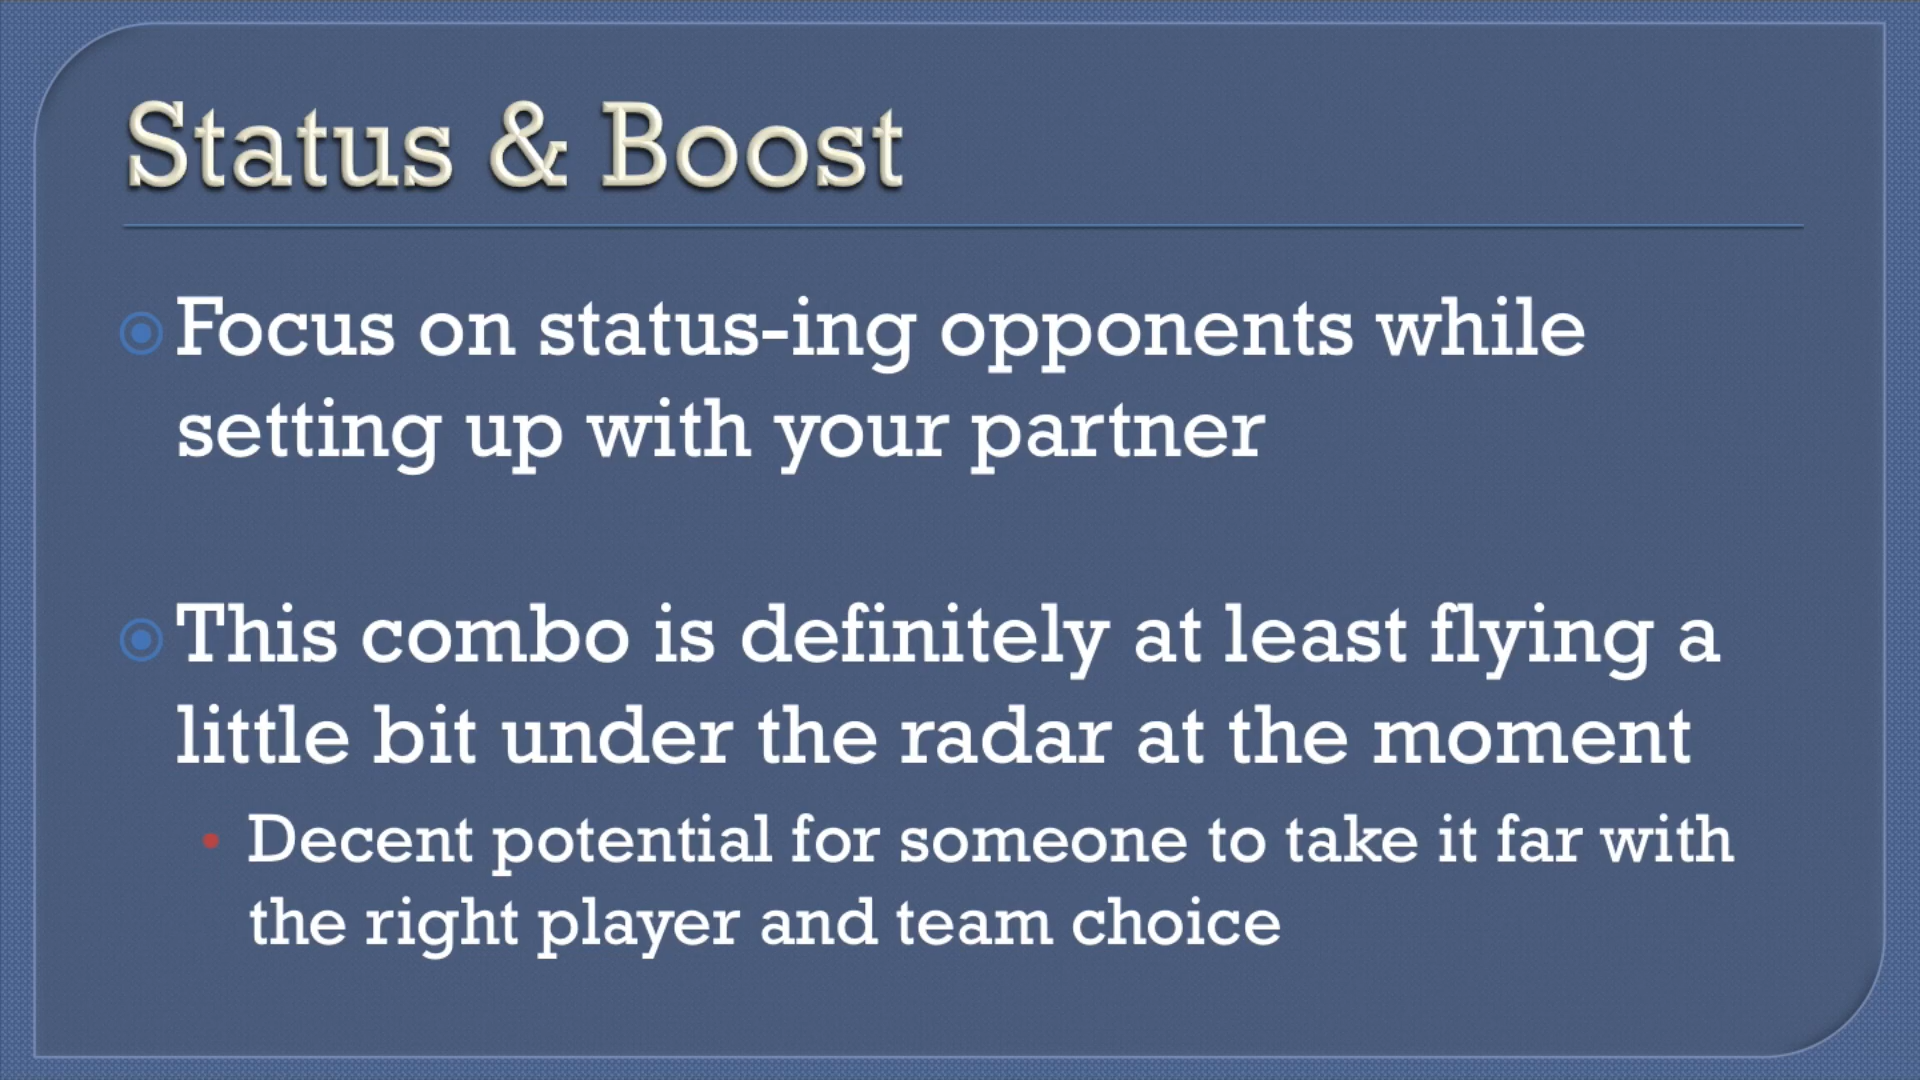 Status & Boost
Focus on status-ing opponents while
setting up with your partner
This combo is definitely at least flying a
little bit under the radar at the moment
Decent potential for someone to take it far with
the right player and team choice